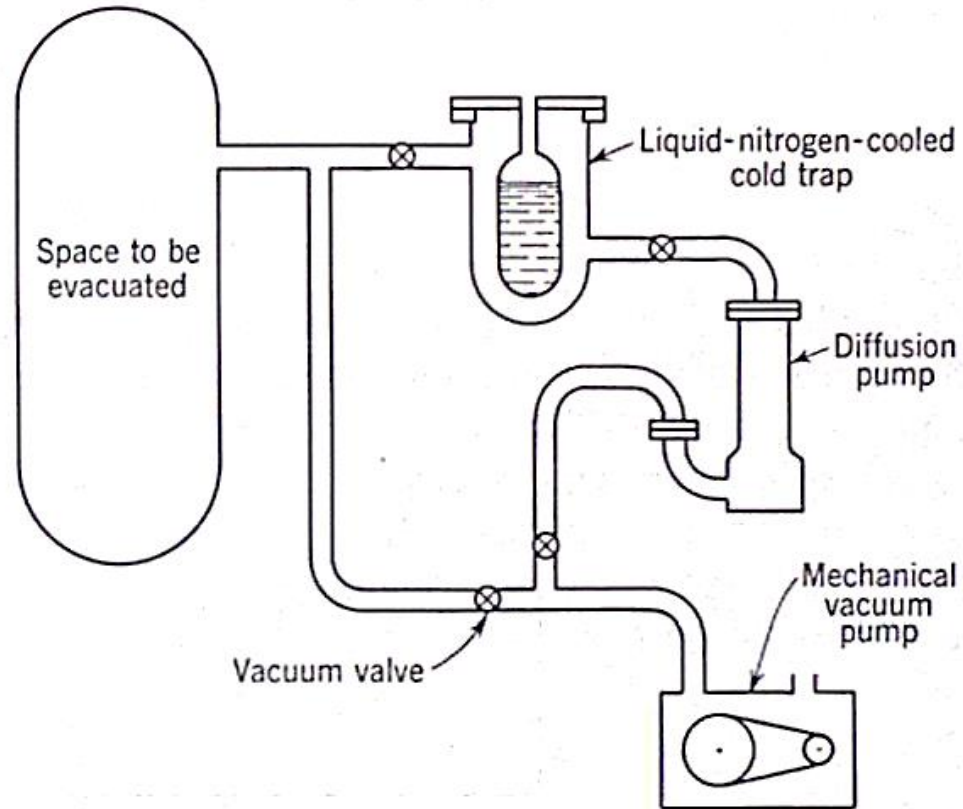 Liquid-nitrogen-cooled
cold trap
Space to be
evacuated
Diffusion
pump
Mechanical
vacuum
pump
Vacuum valve